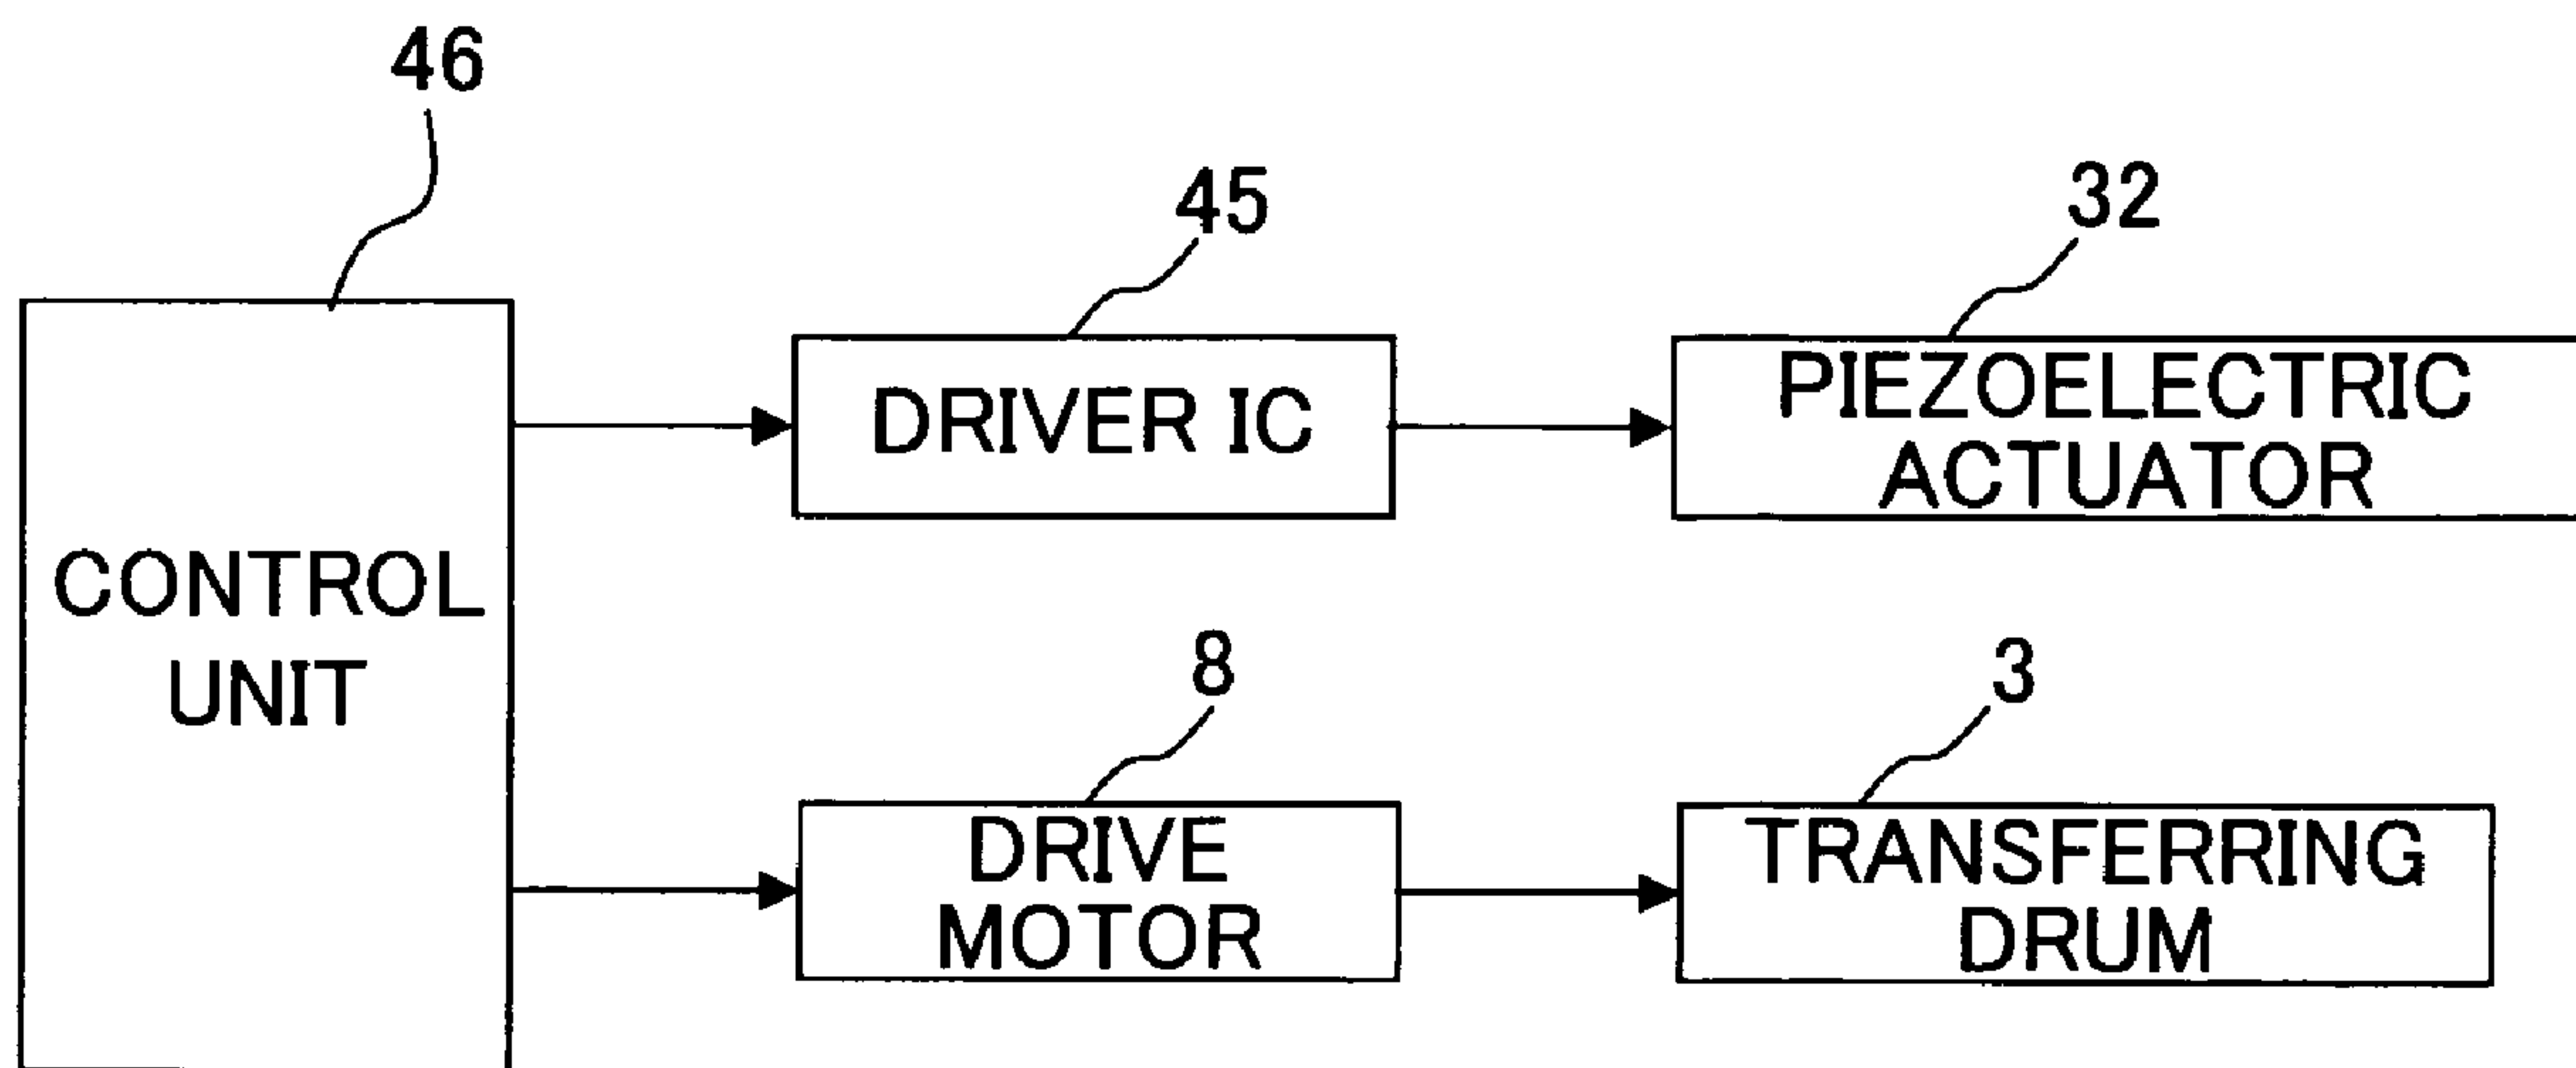 46
45
32
CONTROL
UNIT
DRIVER IC
PIEZOELECTRIC
ACTUATOR
8
3
DRIVE
MOTOR
TRANSFERRING
DRUM